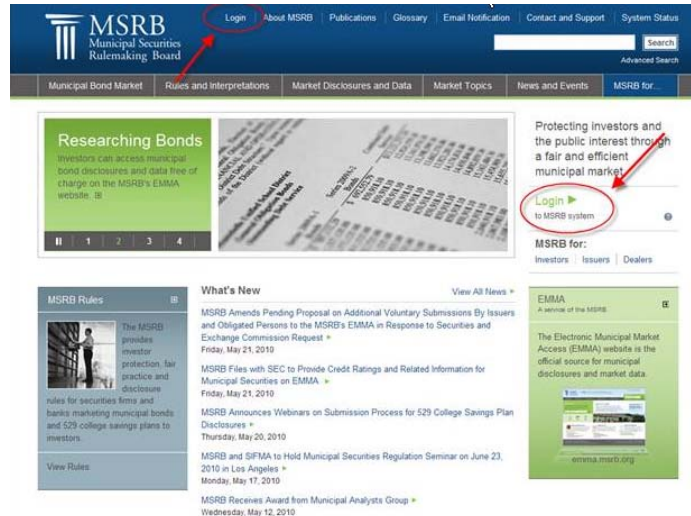 MSRB
Municipal Securities
Rulemaking Board
Login About MSRB Publications Glossary Email Notification Contact and Support System Status
Search
Advanced Search
Municipal Bond Market Rules and Interpretations Market Disclosures and Data Market Topics News and Events MSRB for...
Researching Bonds
Investors can access municipal
bond disclosures and data free of
charge on the MSRB's EMMA
website.
1 2 3 4
Series 2009A-1
Bonds
Protecting investors and
the public interest through
a fair and efficient
municipal market
Login
to MSRB system
MSRB for:
Investors Issuers Dealers
MSRB Rules
The MSRB
provides
investor
protection, fair
practice and
disclosure
rules for securities firms and
banks marketing municipal bonds
and 529 college savings plans to
investors.
View Rules
What's New View All News
MSRB Amends Pending Proposal on Additional Voluntary Submissions By Issuers
and Obligated Persons to the MSRB's EMMA in Response to Securities and
Exchange Commission Request
Friday, May 21, 2010
MSRB Files with SEC to Provide Credit Ratings and Related Information for
Municipal Securities on EMMA
Friday, May 21, 2010
MSRB Announces Webinars on Submission Process for 529 College Savings Plan
Disclosures
Thursday, May 20, 2010
MSRB and SIFMA to Hold Municipal Securities Regulation Seminar on June 23,
2010 in Los Angeles
Monday, May 17, 2010
MSRB Receives Award from Municipal Analysts Group
Wednesday, May 12, 2010
EMMA
A service of the MSRB
The Electronic Municipal Market
Access (EMMA) website is the
official source for municipal
disclosures and market data.
emma.msrb.org